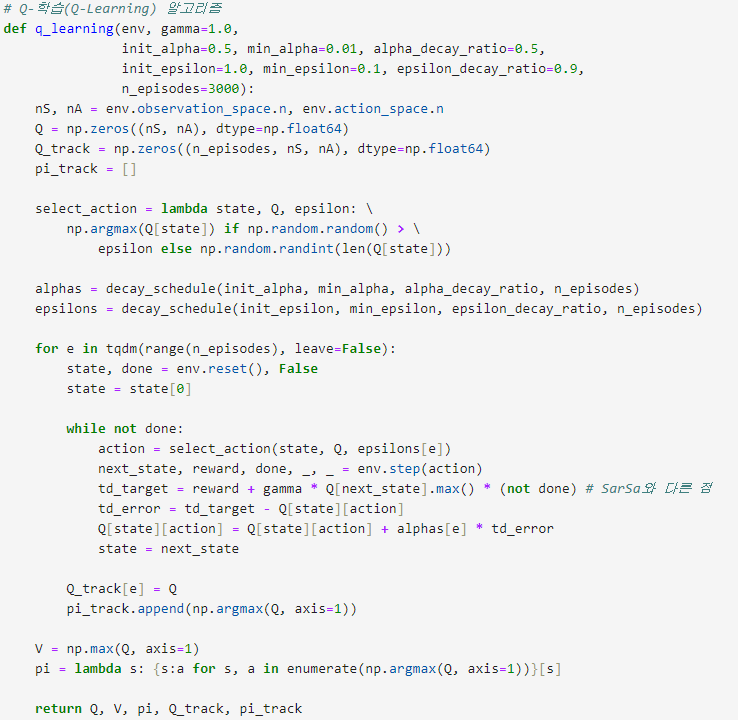 # Q-학습(Q-Learning) 알고리즘
def q_learning(env, gamma=1.0,
               init_alpha=0.5, min_alpha=0.01, alpha_decay_ratio=0.5,
               init_epsilon=1.0, min_epsilon=0.1, epsilon_decay_ratio=0.9,
               n_episodes=3000):
    nS, nA = env.observation_space.n, env.action_space.n
    Q = np.zeros((nS, nA), dtype=np.float64)
    Q_track = np.zeros((n_episodes, nS, nA), dtype=np.float64)
    pi_track = []

    select_action = lambda state, Q, epsilon: \
        np.argmax(Q[state]) if np.random.random() > \
            epsilon else np.random.randint(len(Q[state]))

    alphas = decay_schedule(init_alpha, min_alpha, alpha_decay_ratio, n_episodes)
    epsilons = decay_schedule(init_epsilon, min_epsilon, epsilon_decay_ratio, n_episodes)

    for e in tqdm(range(n_episodes), leave=False):
        state, done = env.reset(), False
        state = state[0]

        while not done:
            action = select_action(state, Q, epsilons[e])
            next_state, reward, done, _, _ = env.step(action)
            td_target = reward + gamma * Q[next_state].max() * (not done) # SarSa와 다른 점
            td_error = td_target - Q[state][action]
            Q[state][action] = Q[state][action] + alphas[e] * td_error
            state = next_state

        Q_track[e] = Q
        pi_track.append(np.argmax(Q, axis=1))

    V = np.max(Q, axis=1)
    pi = lambda s: {s:a for s, a in enumerate(np.argmax(Q, axis=1))}[s]

    return Q, V, pi, Q_track, pi_track